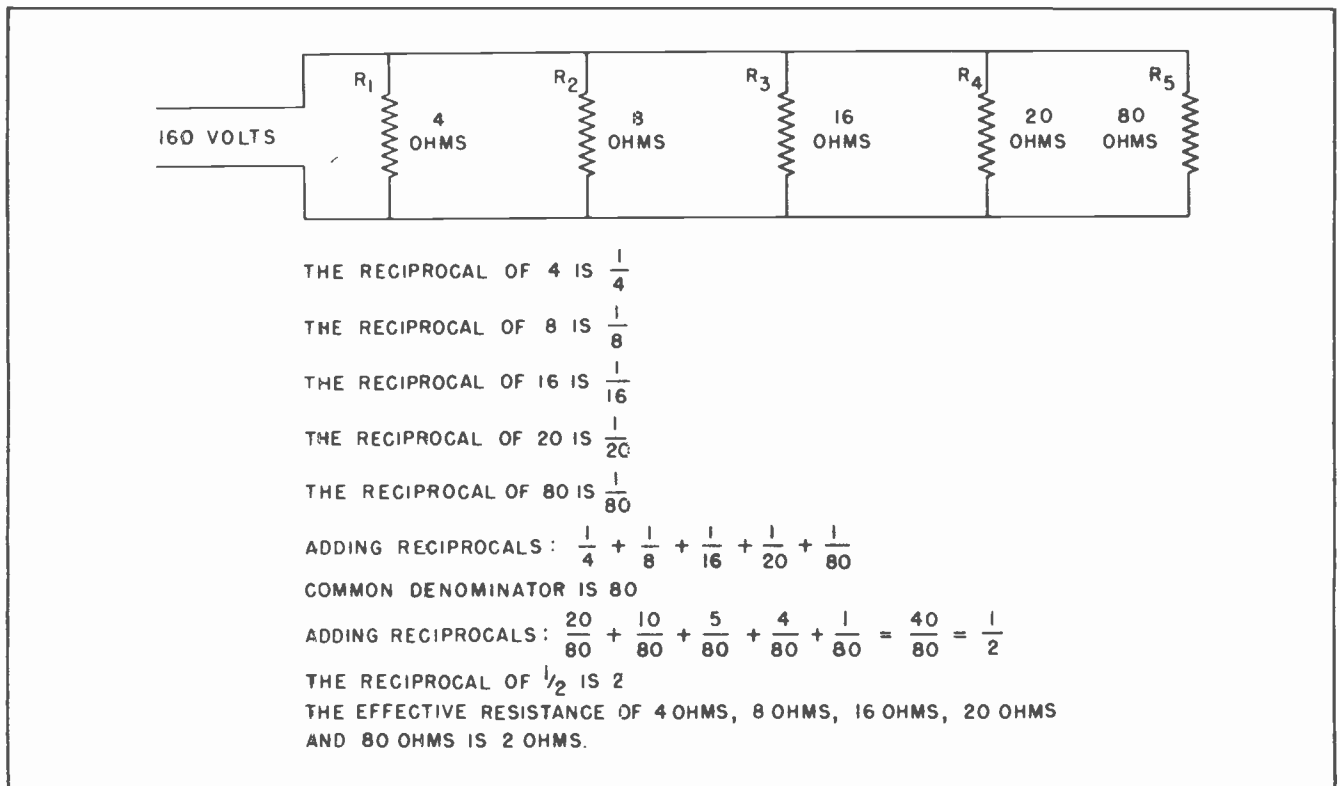 R1 R2 R3 R4 R5
160 VOLTS
4 OHMS
8 OHMS
16 OHMS
20 OHMS
80 OHMS
THE RECIPROCAL OF 4 IS 1/4
THE RECIPROCAL OF 8 IS 1/8
THE RECIPROCAL OF 16 IS 1/16
THE RECIPROCAL OF 20 IS 1/20
THE RECIPROCAL OF 80 IS 1/80
ADDING RECIPROCALS: 1/4 + 1/8 + 1/16 + 1/20 + 1/80
COMMON DENOMINATOR IS 80
ADDING RECIPROCALS: 20/80 + 10/80 + 5/80 + 4/80 + 1/80 = 40/80 = 1/2
THE RECIPROCAL OF 1/2 IS 2
THE EFFECTIVE RESISTANCE OF 4 OHMS, 8 OHMS, 16 OHMS, 20 OHMS
AND 80 OHMS IS 2 OHMS.